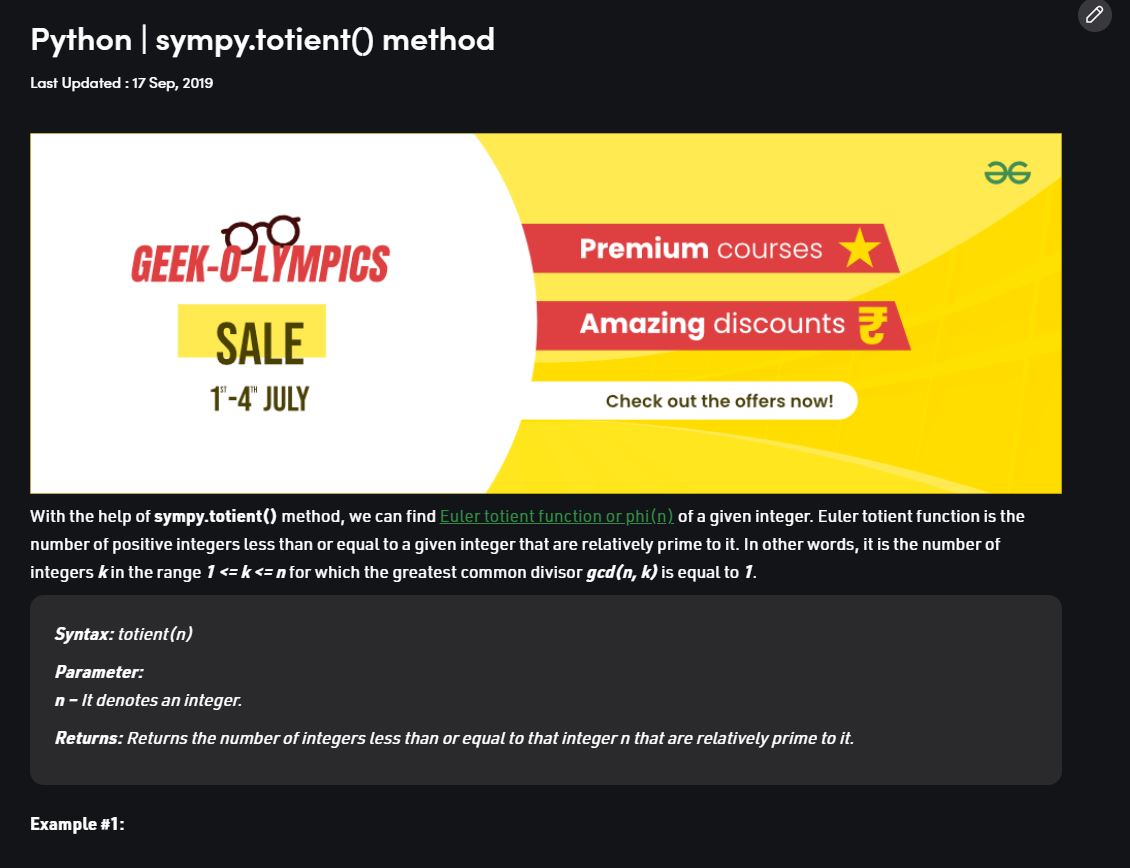 Python | sympy.totient() method
Last Updated : 17 Sep, 2019
GEEK-O-LYMPICS
SALE
1ST-4TH JULY
Premium courses
Amazing discounts ₹
Check out the offers now!
With the help of sympy.totient() method, we can find Euler totient function or phi(n) of a given integer. Euler totient function is the
number of positive integers less than or equal to a given integer that are relatively prime to it. In other words, it is the number of
integers k in the range 1 <= k <= n for which the greatest common divisor gcd(n, k) is equal to 1.
Syntax: totient(n)
Parameter:
n – It denotes an integer.
Returns: Returns the number of integers less than or equal to that integer n that are relatively prime to it.
Example #1: